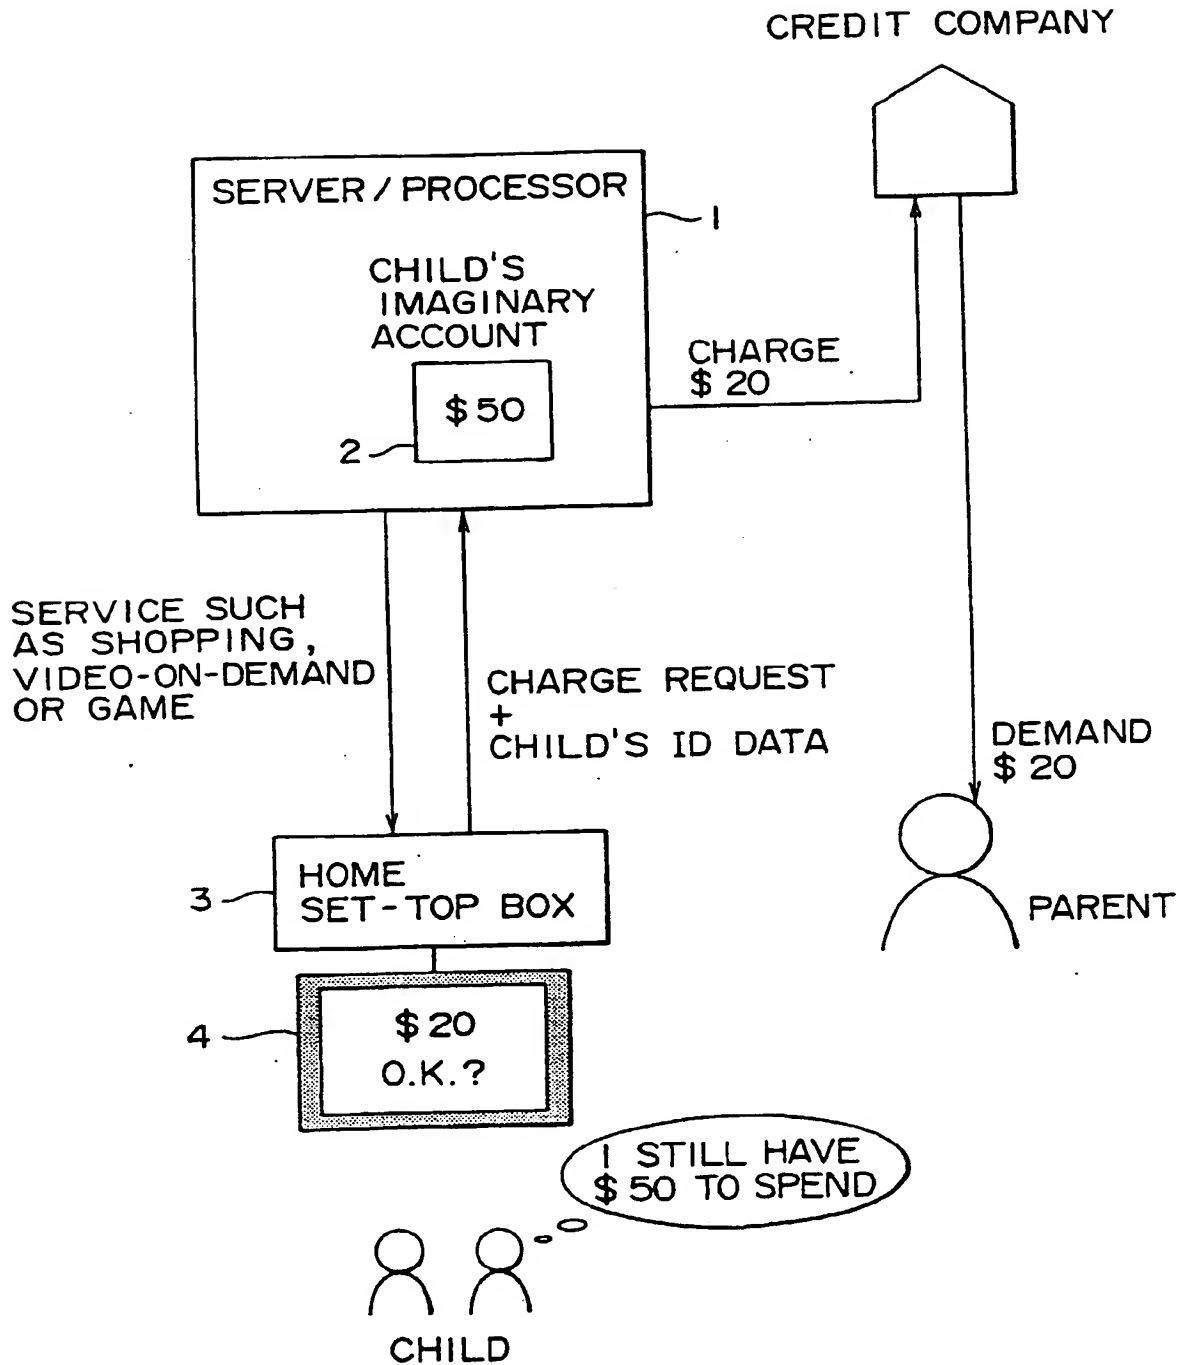 CREDIT COMPANY
SERVER / PROCESSOR
1
CHILD'S
IMAGINARY
ACCOUNT
$ 50
2
CHARGE
$ 20
SERVICE SUCH
AS SHOPPING,
VIDEO-ON-DEMAND
OR GAME
CHARGE REQUEST
+
CHILD'S ID DATA
DEMAND
$ 20
HOME
SET-TOP BOX
3
PARENT
4
$ 20
O.K.?
I STILL HAVE
$ 50 TO SPEND
CHILD